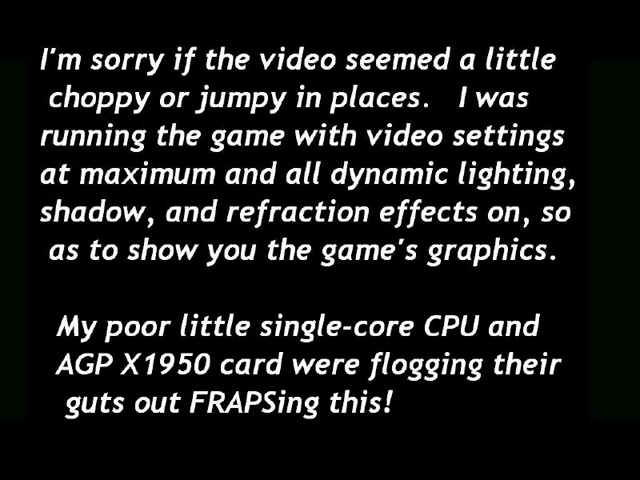 I'm sorry if the video seemed a little
choppy or jumpy in places.   I was
running the game with video settings
at maximum and all dynamic lighting,
shadow, and refraction effects on, so
as to show you the game's graphics.
My poor little single-core CPU and
AGP X1950 card were flogging their
guts out FRAPSing this!